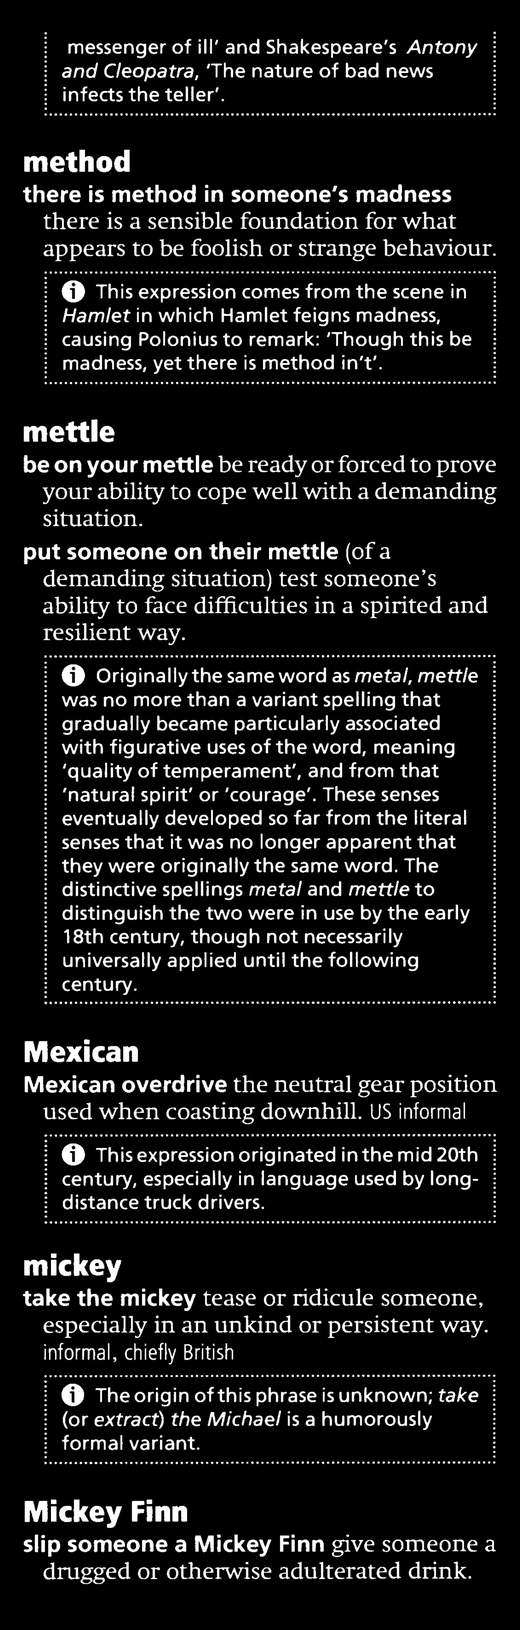 messenger of ill' and Shakespeare's Antony
and Cleopatra, 'The nature of bad news
infects the teller'.
method
there is method in someone's madness
there is a sensible foundation for what
appears to be foolish or strange behaviour.
ⓘ This expression comes from the scene in
Hamlet in which Hamlet feigns madness,
causing Polonius to remark: 'Though this be
madness, yet there is method in't'.
mettle
be on your mettle be ready or forced to prove
your ability to cope well with a demanding
situation.
put someone on their mettle (of a
demanding situation) test someone's
ability to face difficulties in a spirited and
resilient way.
ⓘ Originally the same word as metal, mettle
was no more than a variant spelling that
gradually became particularly associated
with figurative uses of the word, meaning
'quality of temperament', and from that
'natural spirit' or 'courage'. These senses
eventually developed so far from the literal
senses that it was no longer apparent that
they were originally the same word. The
distinctive spellings metal and mettle to
distinguish the two were in use by the early
18th century, though not necessarily
universally applied until the following
century.
Mexican
Mexican overdrive the neutral gear position
used when coasting downhill. US informal
ⓘ This expression originated in the mid 20th
century, especially in language used by long-
distance truck drivers.
mickey
take the mickey tease or ridicule someone,
especially in an unkind or persistent way.
informal, chiefly British
ⓘ The origin of this phrase is unknown; take
(or extract) the Michael is a humorously
formal variant.
Mickey Finn
slip someone a Mickey Finn give someone a
drugged or otherwise adulterated drink.